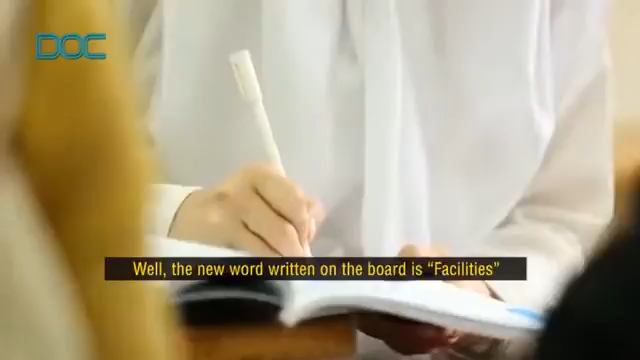 DOC
Well, the new word written on the board is “Facilities”